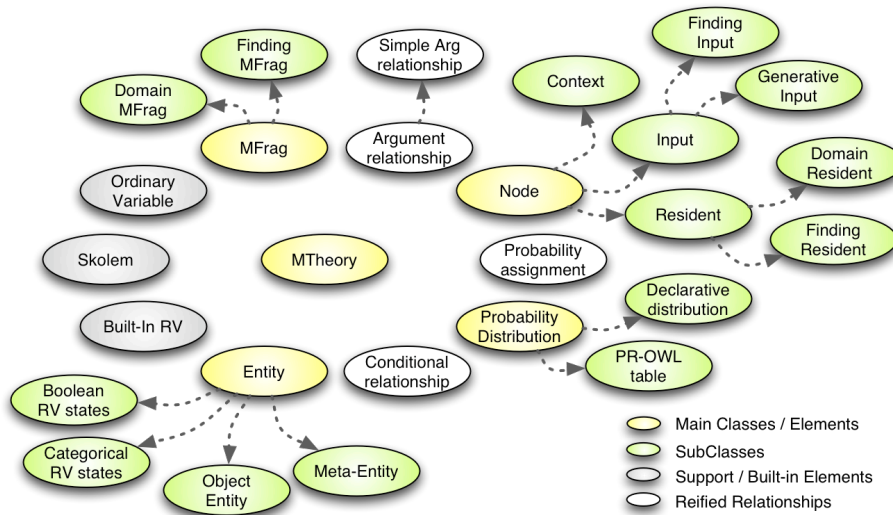 Finding
MFrag
Simple Arg
relationship
Finding
Input
Domain
MFrag
Context
Generative
Input
MFrag
Argument
relationship
Input
Ordinary
Variable
Node
Domain
Resident
Resident
Skolem
MTheory
Probability
assignment
Finding
Resident
Built-In RV
Probability
Distribution
Declarative
distribution
Entity
Conditional
relationship
PR-OWL
table
Boolean
RV states
Categorical
RV states
Object
Entity
Meta-Entity
Main Classes / Elements
SubClasses
Support / Built-in Elements
Reified Relationships